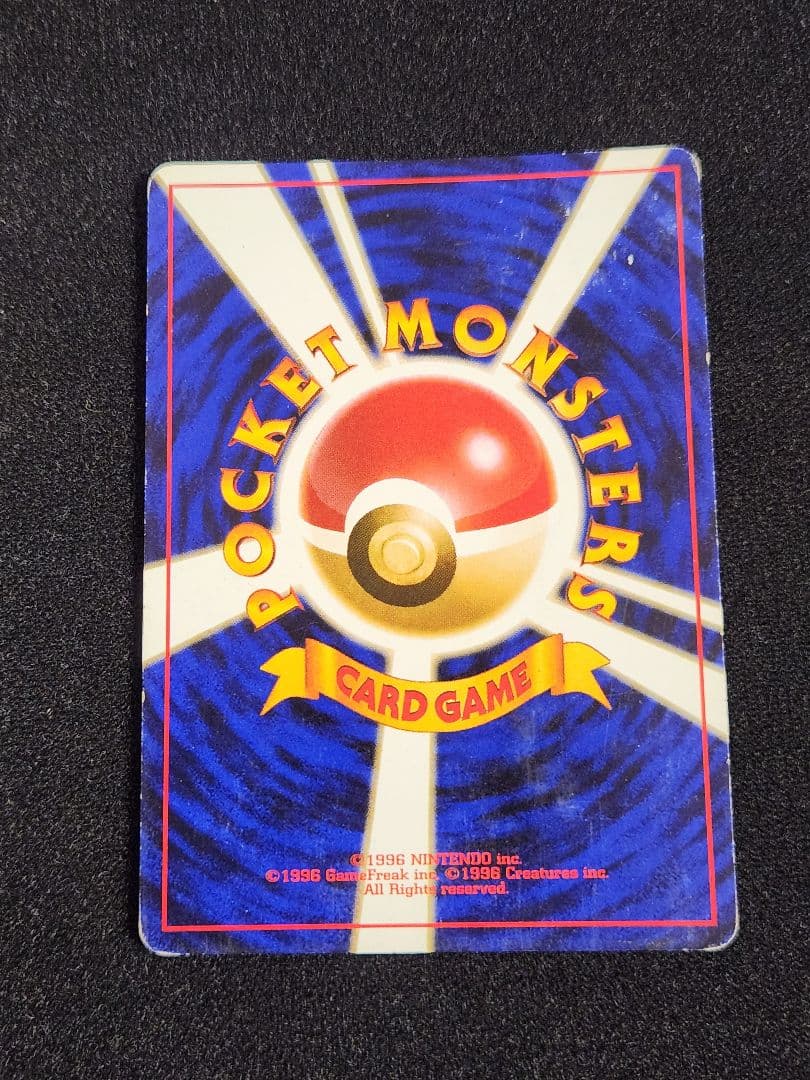 POCKET MONSTERS
CARD GAME
©1996 NINTENDO inc.
©1996 GameFreak inc. ©1996 Creatures inc.
All Rights reserved.